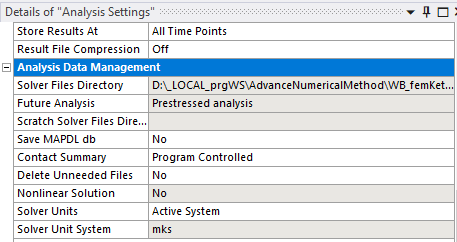 Details of "Analysis Settings"
Store Results At All Time Points
Result File Compression Off
Analysis Data Management
Solver Files Directory D:\_LOCAL_prgWS\AdvanceNumericalMethod\WB_femKet...
Future Analysis Prestressed analysis
Scratch Solver Files Dire...
Save MAPDL db No
Contact Summary Program Controlled
Delete Unneeded Files No
Nonlinear Solution No
Solver Units Active System
Solver Unit System mks